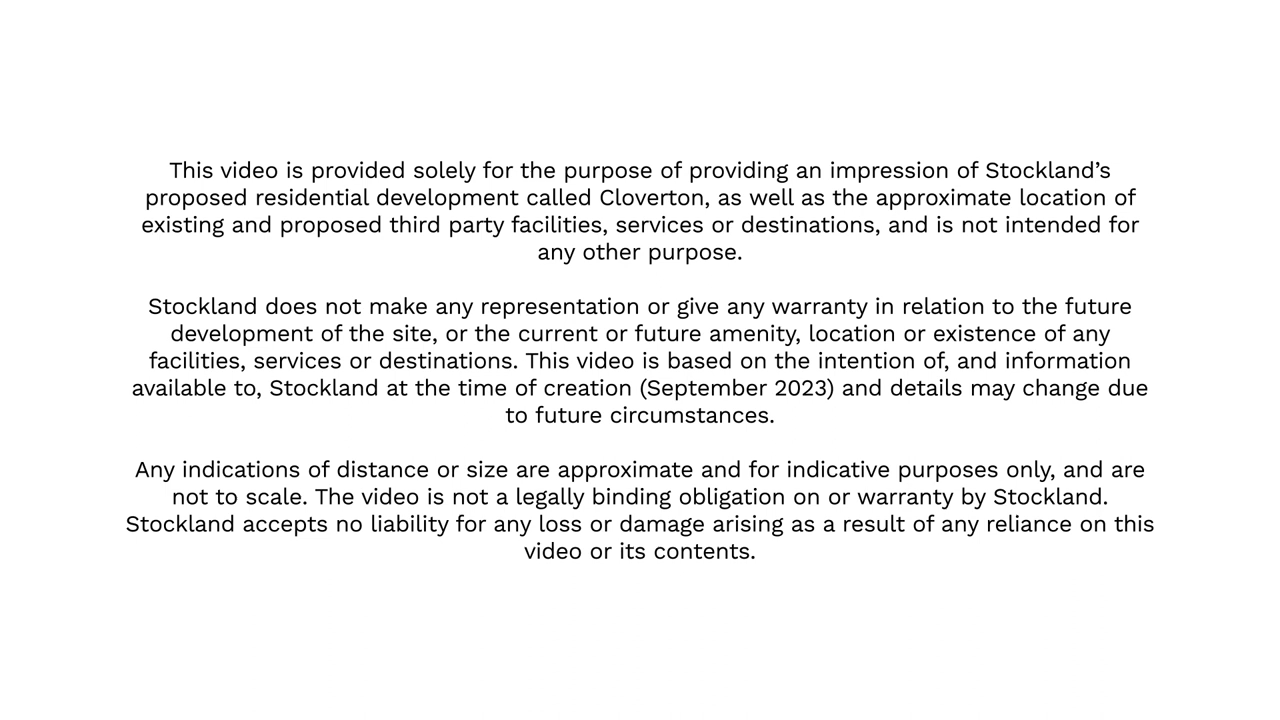 This video is provided solely for the purpose of providing an impression of Stockland’s
proposed residential development called Cloverton, as well as the approximate location of
existing and proposed third party facilities, services or destinations, and is not intended for
any other purpose.
Stockland does not make any representation or give any warranty in relation to the future
development of the site, or the current or future amenity, location or existence of any
facilities, services or destinations. This video is based on the intention of, and information
available to, Stockland at the time of creation (September 2023) and details may change due
to future circumstances.
Any indications of distance or size are approximate and for indicative purposes only, and are
not to scale. The video is not a legally binding obligation on or warranty by Stockland.
Stockland accepts no liability for any loss or damage arising as a result of any reliance on this
video or its contents.